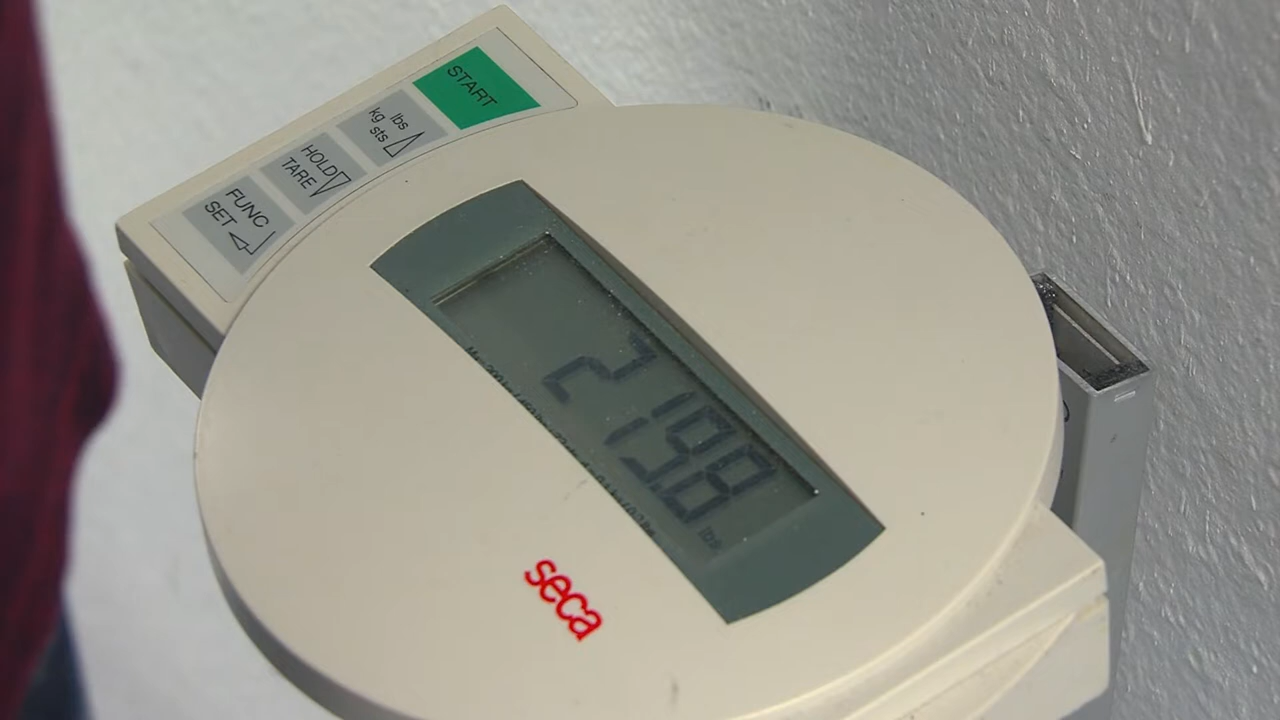 START
lbs
kg sts
HOLD
TARE
FUNC
SET
219.8
lbs
seca